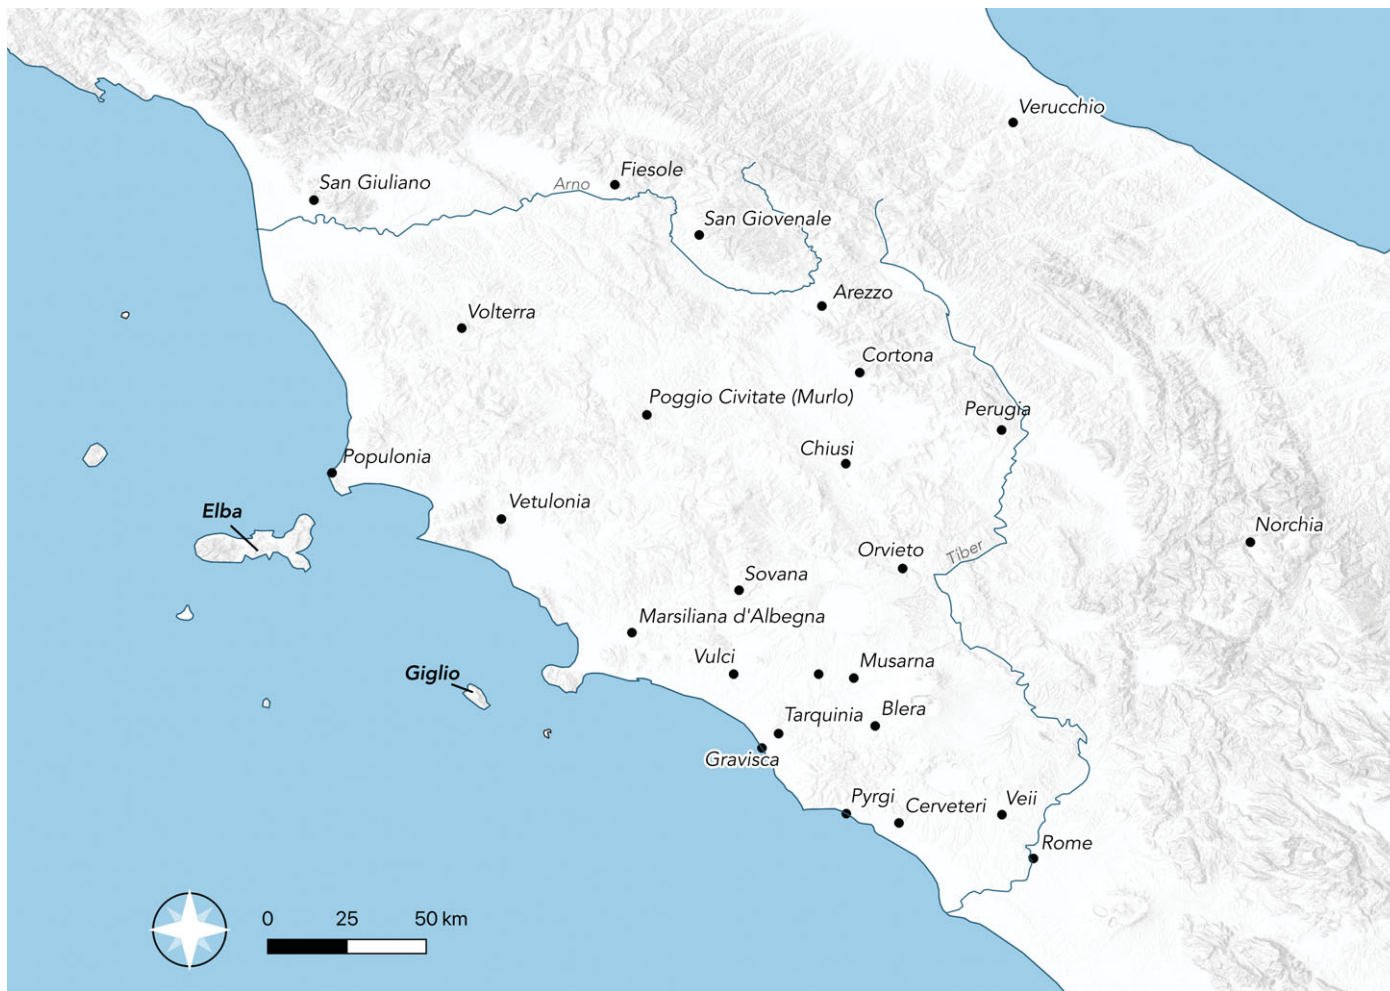 Verucchio
Fiesole
San Giuliano
Arno
San Giovenale
Arezzo
Volterra
Cortona
Poggio Civitate (Murlo)
Perugia
Chiusi
Populonia
Vetulonia
Elba
Norchia
Orvieto
Tiber
Sovana
Marsiliana d'Albegna
Vulci
Musarna
Giglio
Tarquinia
Blera
Gravisca
Pyrgi
Cerveteri
Veii
Rome
0 25 50 km